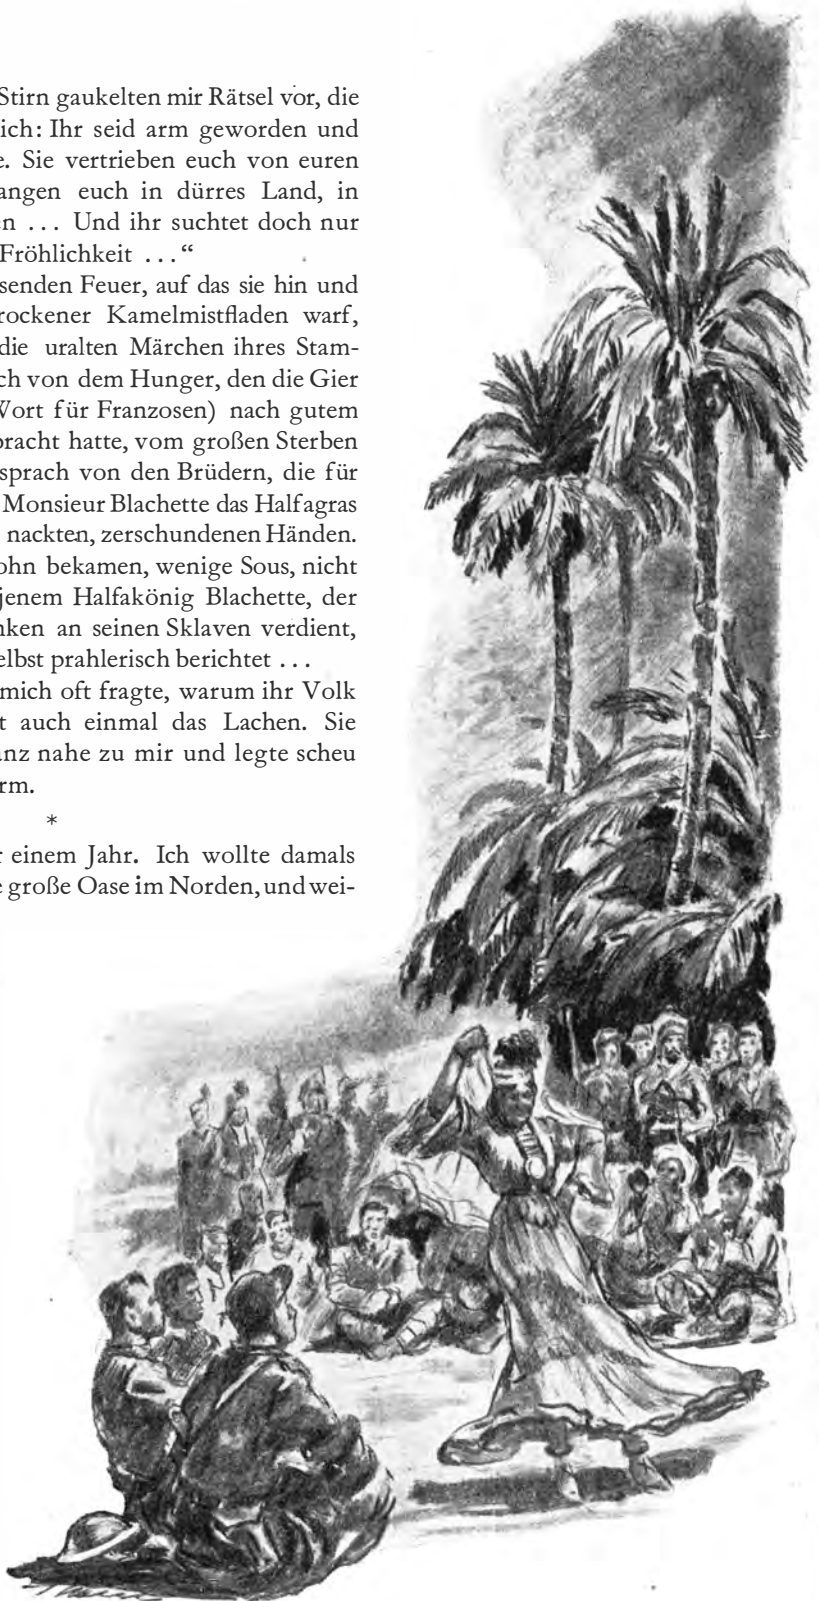 Stirn gaukelten mir Rätsel vor, die
ich: Ihr seid arm geworden und
e. Sie vertrieben euch von euren
angen euch in dürres Land, in
en ... Und ihr suchtet doch nur
Fröhlichkeit ...“
senden Feuer, auf das sie hin und
rockener Kamelmistfladen warf,
die uralten Märchen ihres Stam-
ch von dem Hunger, den die Gier
Wort für Franzosen) nach gutem
bracht hatte, vom großen Sterben
sprach von den Brüdern, die für
Monsieur Blachette das Halfagras
nackten, zerschundenen Händen.
ohn bekamen, wenige Sous, nicht
jenem Halfakönig Blachette, der
nken an seinen Sklaven verdient,
elbst prahlerisch berichtet ...
mich oft fragte, warum ihr Volk
t auch einmal das Lachen. Sie
anz nahe zu mir und legte scheu
rm.
*
r einem Jahr. Ich wollte damals
e große Oase im Norden, und wei-